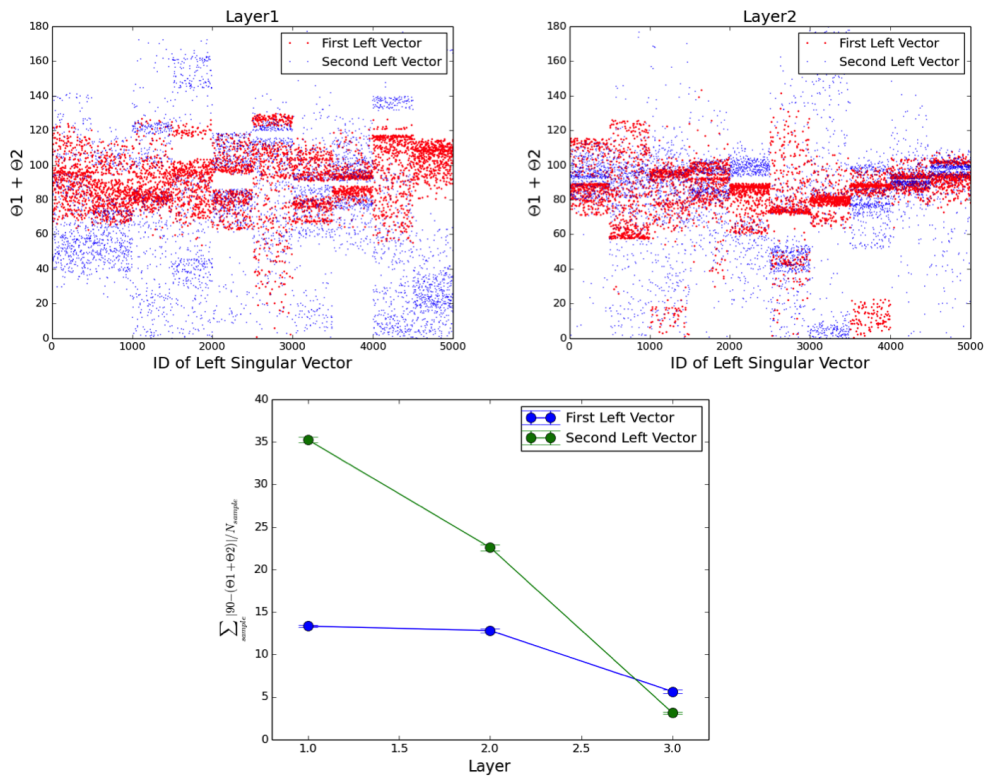 Layer1
Layer2
180
160
140
120
100
80
60
40
20
0
Θ1 + Θ2
First Left Vector
Second Left Vector
0 1000 2000 3000 4000 5000
ID of Left Singular Vector
180
160
140
120
100
80
60
40
20
0
Θ1 + Θ2
First Left Vector
Second Left Vector
0 1000 2000 3000 4000 5000
ID of Left Singular Vector
40
35
30
25
20
15
10
5
0
∑sample |90−(Θ1+Θ2)|/Nsample
First Left Vector
Second Left Vector
1.0 1.5 2.0 2.5 3.0
Layer